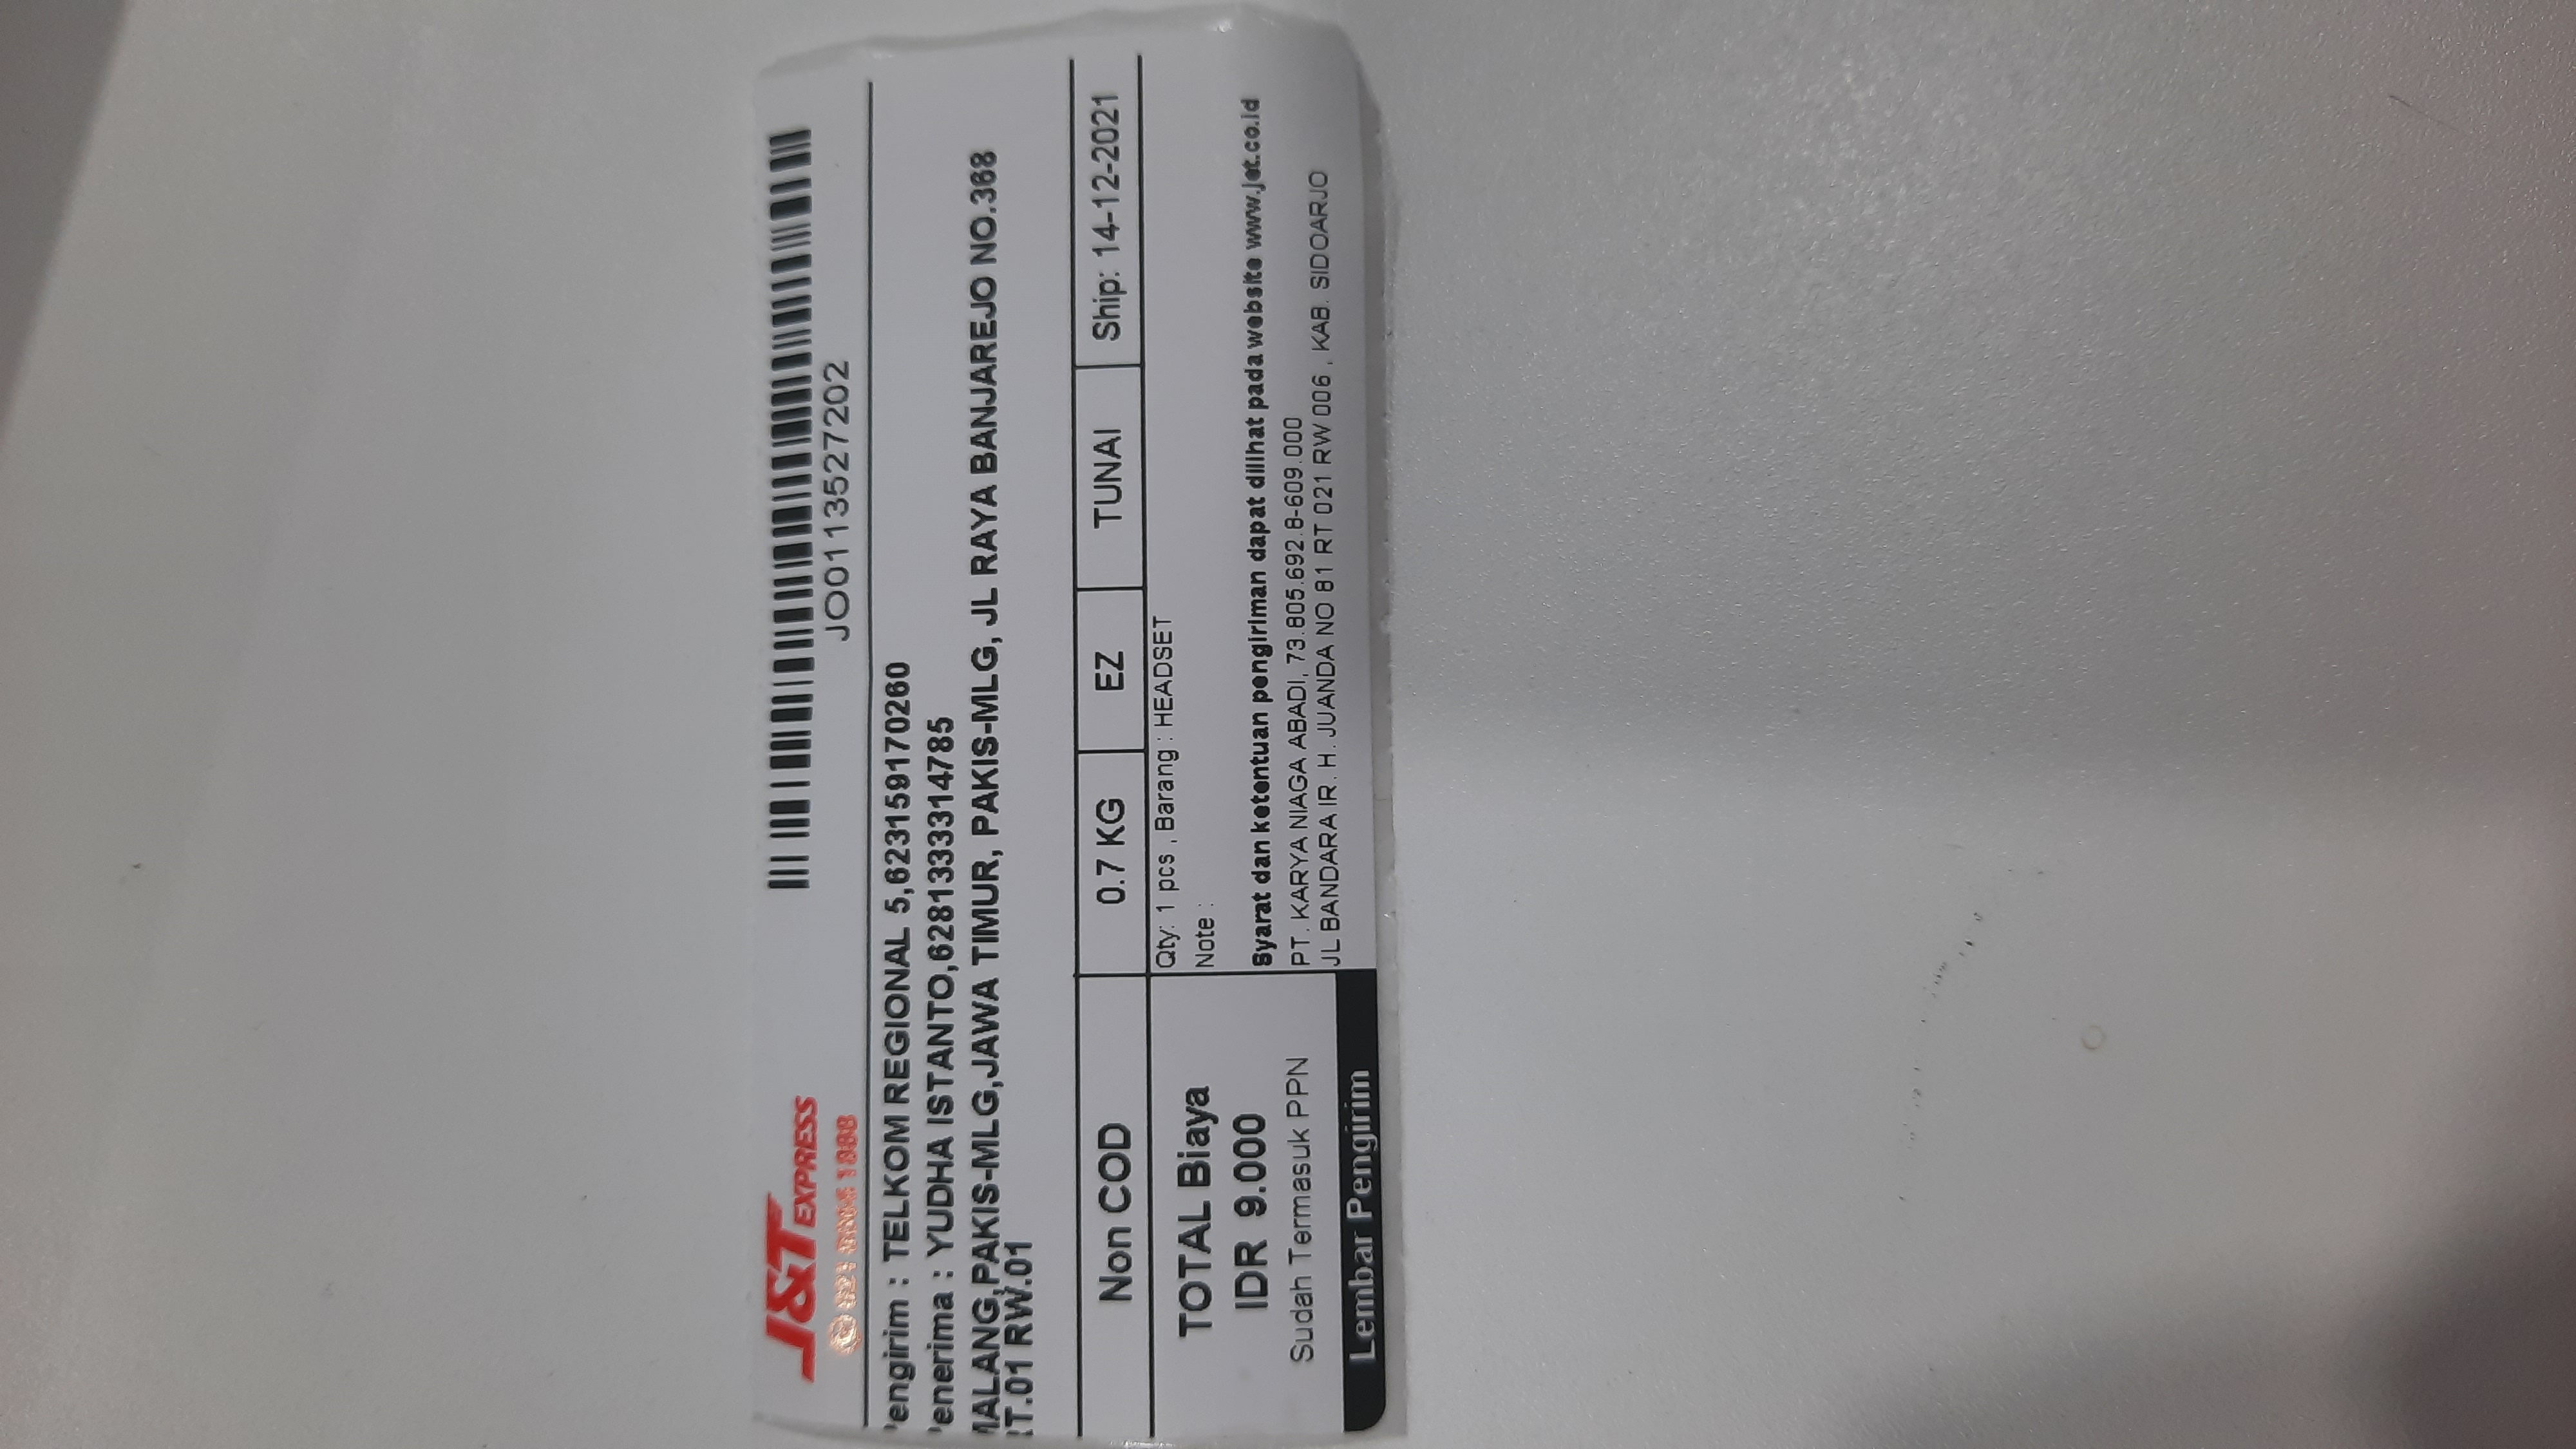 J&T EXPRESS
JO0113527202
engirim : TELKOM REGIONAL 5,623159170260
enerima : YUDHA ISTANTO,6281333314785
MALANG,PAKIS-MLG,JAWA TIMUR, PAKIS-MLG, JL RAYA BANJAREJO NO.368
T.01 RW.01
Non COD
0.7 KG
EZ
TUNAI
Ship: 14-12-2021
TOTAL Biaya
IDR 9.000
Sudah Termasuk PPN
Lembar Pengirim
Qty: 1 pcs , Barang : HEADSET
Note :
Syarat dan ketentuan pengiriman dapat dilihat pada website www.jet.co.id
PT. KARYA NIAGA ABADI, 73.805.692.8-609.000
JL BANDARA IR. H. JUANDA NO 81 RT 021 RW 006 , KAB. SIDOARJO